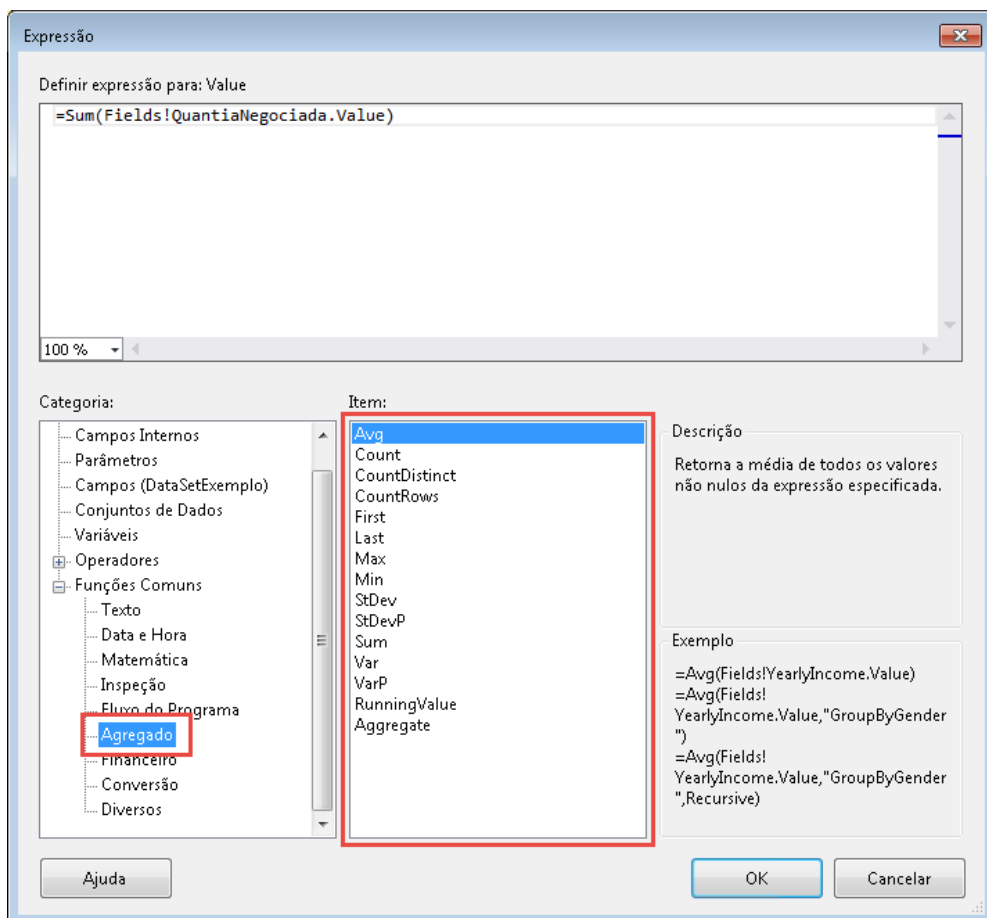 Expressão
Definir expressão para: Value
=Sum(Fields!QuantiaNegociada.Value)
100 %
Categoria:
Campos Internos
Parâmetros
Campos (DataSetExemplo)
Conjuntos de Dados
Variáveis
Operadores
Funções Comuns
Texto
Data e Hora
Matemática
Inspeção
Fluxo do Programa
Agregado
Financeiro
Conversão
Diversos
Item:
Avg
Count
CountDistinct
CountRows
First
Last
Max
Min
StDev
StDevP
Sum
Var
VarP
RunningValue
Aggregate
Descrição
Retorna a média de todos os valores
não nulos da expressão especificada.
Exemplo
=Avg(Fields!YearlyIncome.Value)
=Avg(Fields!
YearlyIncome.Value,"GroupByGender
")
=Avg(Fields!
YearlyIncome.Value,"GroupByGender
",Recursive)
Ajuda
OK
Cancelar